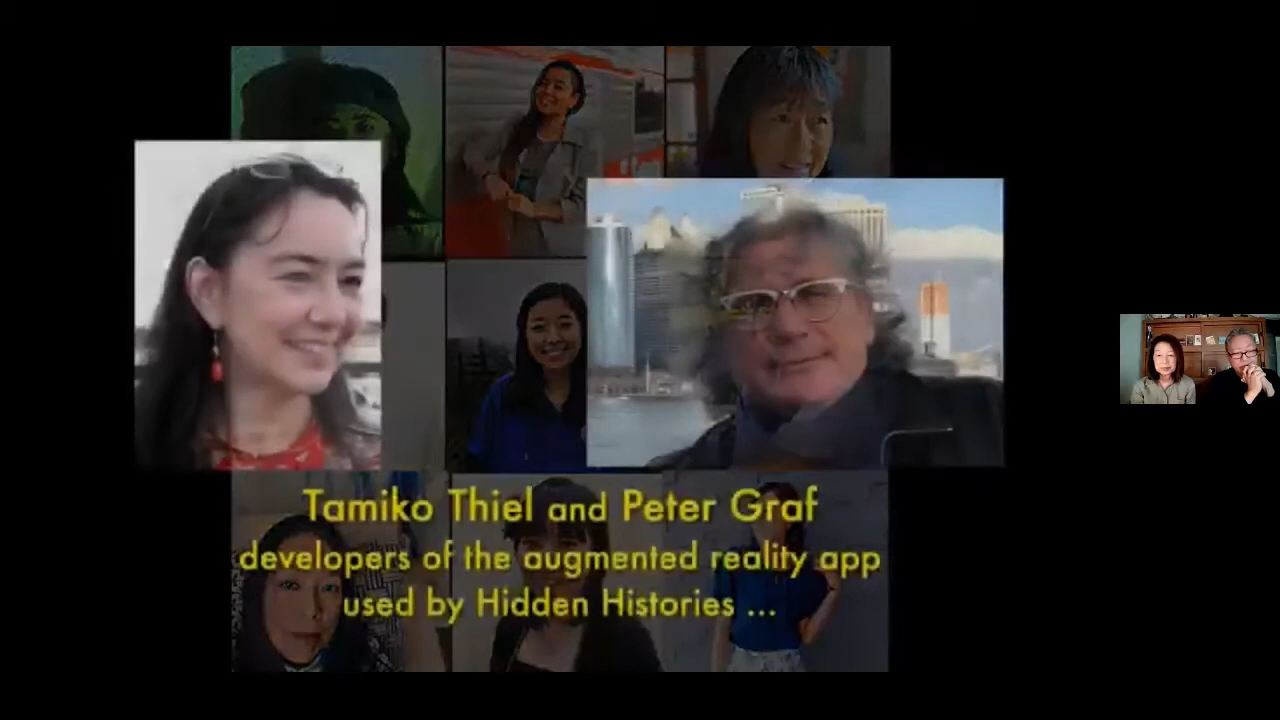 Tamiko Thiel and Peter Graf
developers of the augmented reality app
used by Hidden Histories ...